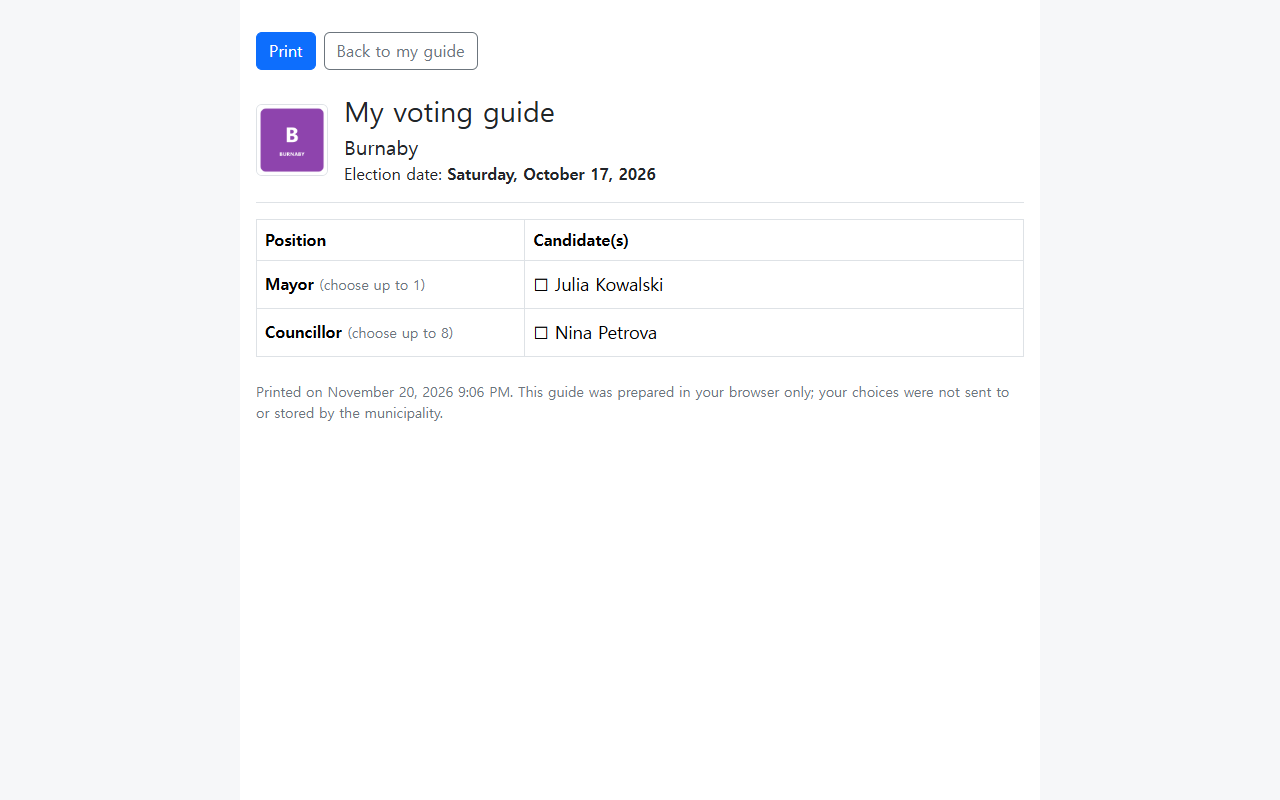 Print
Back to my guide
B
BURNABY
My voting guide
Burnaby
Election date: Saturday, October 17, 2026
Position
Candidate(s)
Mayor (choose up to 1)
☐ Julia Kowalski
Councillor (choose up to 8)
☐ Nina Petrova
Printed on November 20, 2026 9:06 PM. This guide was prepared in your browser only; your choices were not sent to
or stored by the municipality.